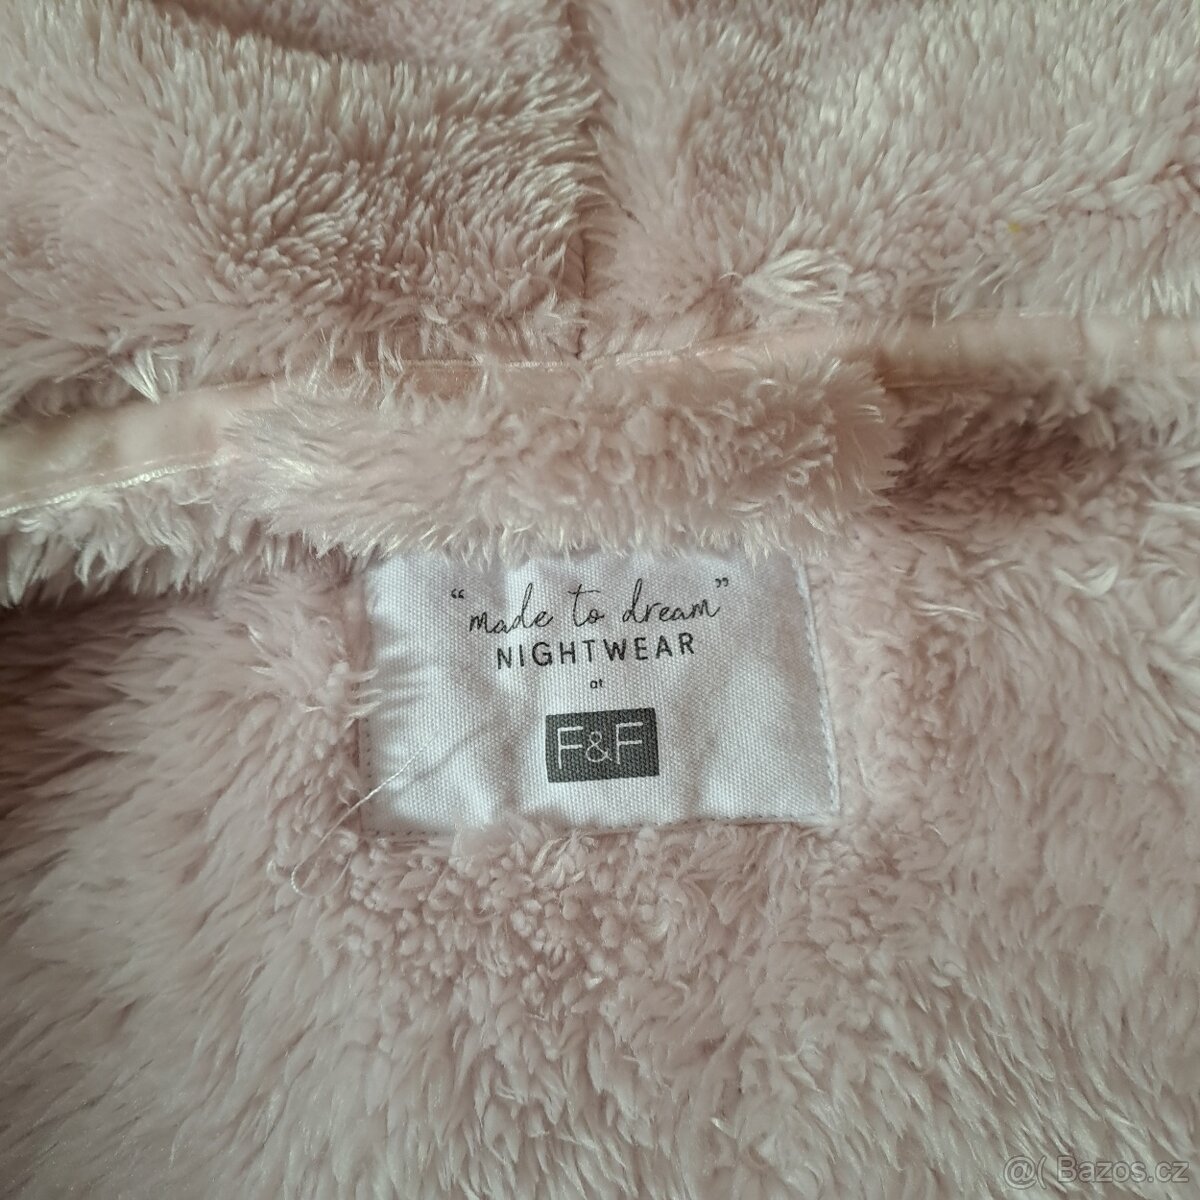 “made to dream”
NIGHTWEAR
at
F&F
@( Bazos.cz